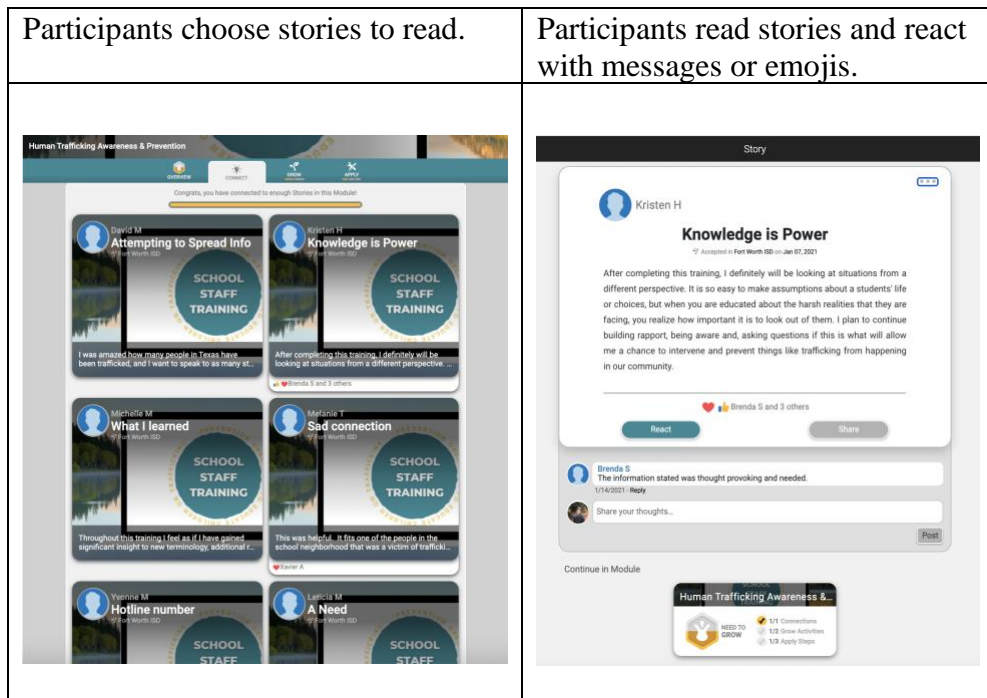 Participants choose stories to read.
Participants read stories and react
with messages or emojis.
Human Trafficking Awareness & Prevention
OVERVIEW
CONNECT
GROW
APPLY
Congrats, you have connected to enough Stories in this Module!
David M
Attempting to Spread Info
Fort Worth ISD
SCHOOL
STAFF
TRAINING
I was amazed how many people in Texas have
been trafficked, and I want to speak to as many st...
Kristen H
Knowledge is Power
Fort Worth ISD
SCHOOL
STAFF
TRAINING
After completing this training, I definitely will be
looking at situations from a different perspective. ...
Brenda S and 3 others
Michelle M
What I learned
Fort Worth ISD
SCHOOL
STAFF
TRAINING
Throughout this training I feel as if I have gained
significant insight to new terminology, additional r...
Melanie T
Sad connection
Fort Worth ISD
SCHOOL
STAFF
TRAINING
This was helpful. It fits one of the people in the
school neighborhood that was a victim of trafficki...
Xavier A
Yvonne M
Hotline number
Fort Worth ISD
SCHOOL
STAFF
Leticia M
A Need
Fort Worth ISD
SCHOOL
STAFF
Story
Kristen H
Knowledge is Power
Accepted in Fort Worth ISD on Jan 07, 2021
After completing this training, I definitely will be looking at situations from a
different perspective. It is so easy to make assumptions about a students' life
or choices, but when you are educated about the harsh realities that they are
facing, you realize how important it is to look out of them. I plan to continue
building rapport, being aware and, asking questions if this is what will allow
me a chance to intervene and prevent things like trafficking from happening
in our community.
Brenda S and 3 others
React
Share
Brenda S
The information stated was thought provoking and needed.
1/14/2021 - Reply
Share your thoughts...
Post
Continue in Module
Human Trafficking Awareness &...
NEED TO
GROW
1/1 Connections
1/2 Grow Activities
1/3 Apply Steps